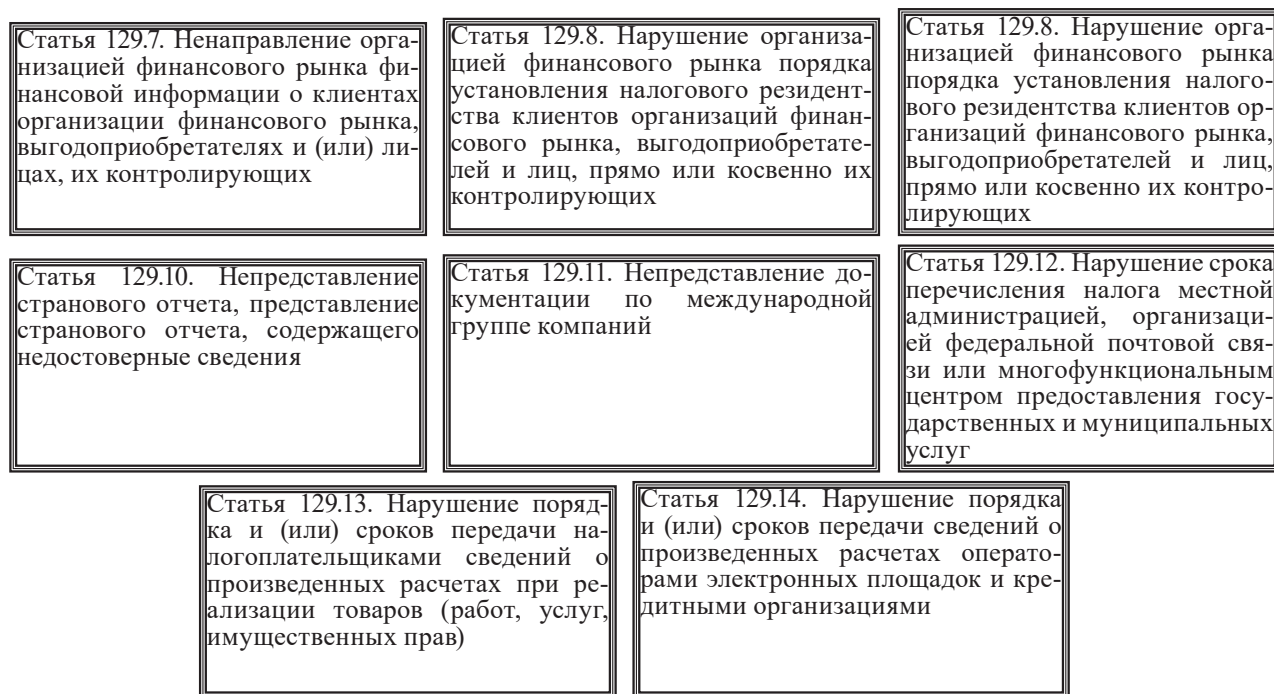 Статья 129.7. Ненаправление орга-
низацией финансового рынка фи-
нансовой информации о клиентах
организации финансового рынка,
выгодоприобретателях и (или) ли-
цах, их контролирующих
Статья 129.8. Нарушение организа-
цией финансового рынка порядка
установления налогового резидент-
ства клиентов организаций финан-
сового рынка, выгодоприобретате-
лей и лиц, прямо или косвенно их
контролирующих
Статья 129.8. Нарушение орга-
низацией финансового рынка
порядка установления налого-
вого резидентства клиентов ор-
ганизаций финансового рынка,
выгодоприобретателей и лиц,
прямо или косвенно их контро-
лирующих
Статья 129.10. Непредставление
странового отчета, представление
странового отчета, содержащего
недостоверные сведения
Статья 129.11. Непредставление до-
кументации по международной
группе компаний
Статья 129.12. Нарушение срока
перечисления налога местной
администрацией, организаци-
ей федеральной почтовой свя-
зи или многофункциональным
центром предоставления госу-
дарственных и муниципальных
услуг
Статья 129.13. Нарушение поряд-
ка и (или) сроков передачи на-
логоплательщиками сведений о
произведенных расчетах при ре-
ализации товаров (работ, услуг,
имущественных прав)
Статья 129.14. Нарушение порядка
и (или) сроков передачи сведений о
произведенных расчетах операто-
рами электронных площадок и кре-
дитными организациями